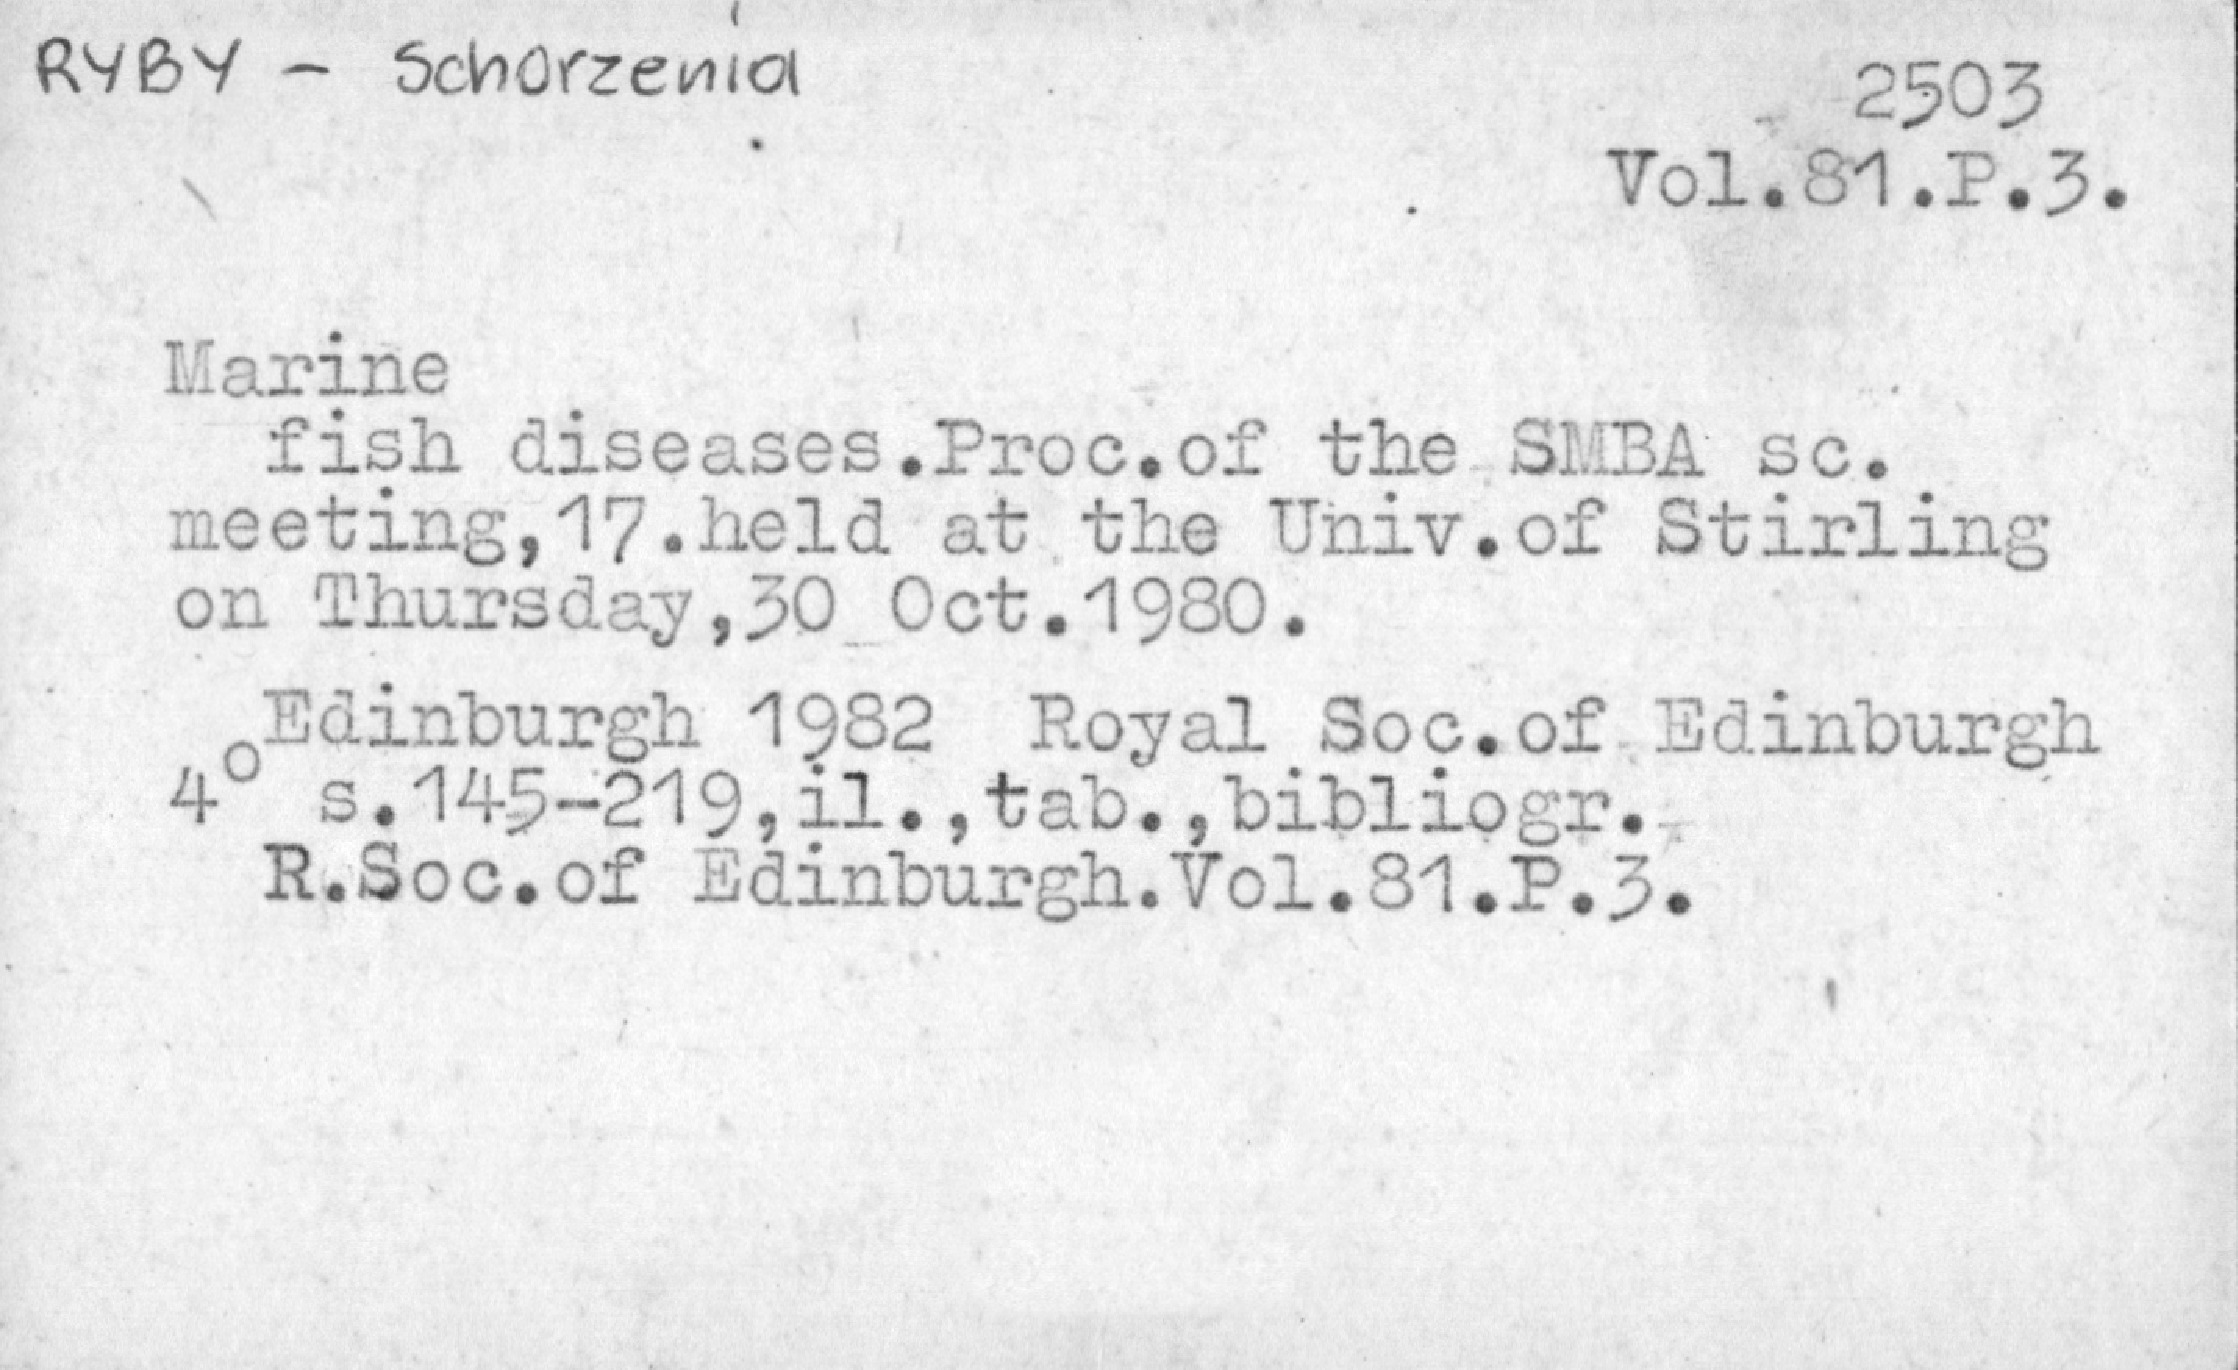 RYBY - Schorzenia
2503
Vol.81.P.3.
Marine
fish diseases.Proc.of the SMBA sc.
meeting,17.held at the Univ.of Stirling
on Thursday,30 Oct.1980.
Edinburgh 1982 Royal Soc.of Edinburgh
4° s.145-219,il.,tab.,bibliogr.
R.Soc.of Edinburgh.Vol.81.P.3.